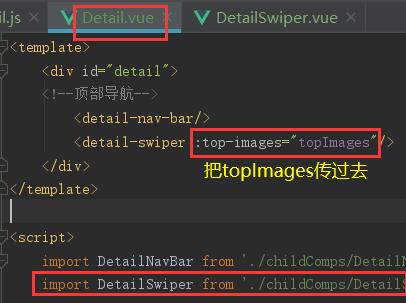 il.js × Detail.vue × DetailSwiper.vue ×
<template>
<div id="detail">
<!--顶部导航-->
<detail-nav-bar/>
<detail-swiper :top-images="topImages"/>
把topImages传过去
</div>
</template>
<script>
import DetailNavBar from './childComps/DetailN
import DetailSwiper from './childComps/DetailS